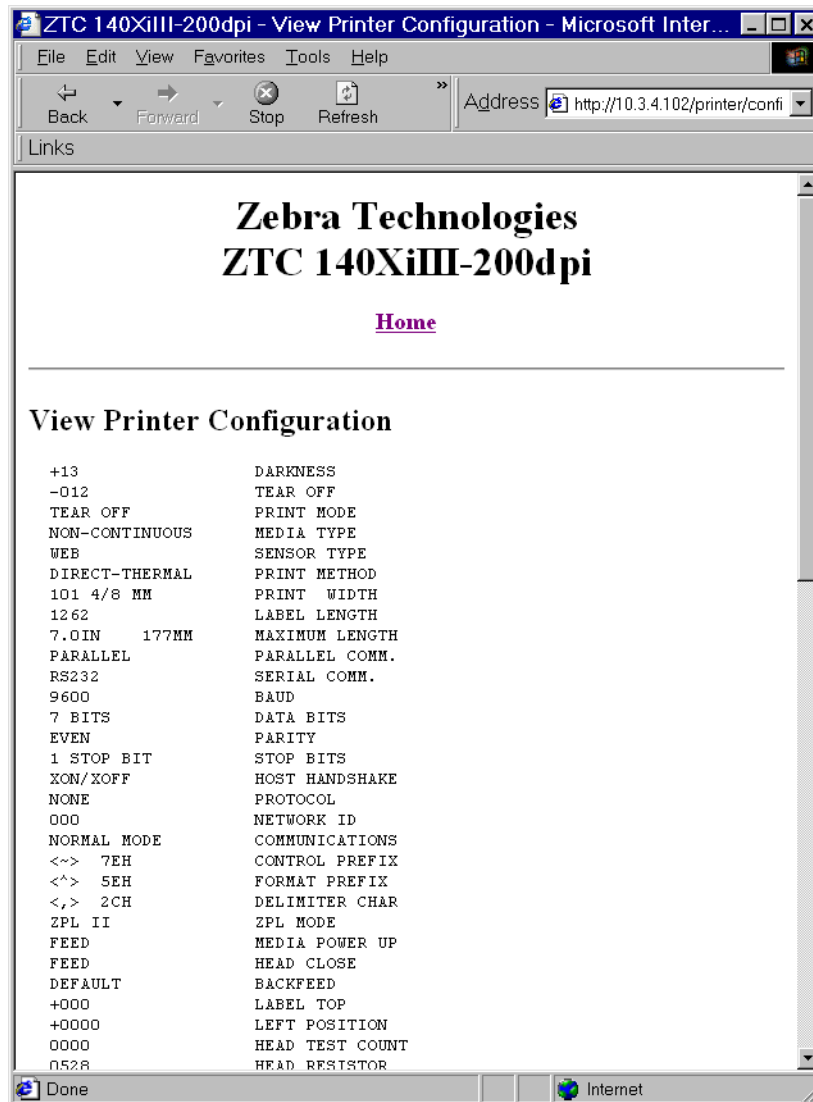 ZTC 140XiIII-200dpi - View Printer Configuration - Microsoft Inter...
File Edit View Favorites Tools Help
Back Forward Stop Refresh » Address http://10.3.4.102/printer/confi
Links
Zebra Technologies
ZTC 140XiIII-200dpi
Home
View Printer Configuration
+13 DARKNESS
-012 TEAR OFF
TEAR OFF PRINT MODE
NON-CONTINUOUS MEDIA TYPE
WEB SENSOR TYPE
DIRECT-THERMAL PRINT METHOD
101 4/8 MM PRINT WIDTH
1262 LABEL LENGTH
7.0IN 177MM MAXIMUM LENGTH
PARALLEL PARALLEL COMM.
RS232 SERIAL COMM.
9600 BAUD
7 BITS DATA BITS
EVEN PARITY
1 STOP BIT STOP BITS
XON/XOFF HOST HANDSHAKE
NONE PROTOCOL
000 NETWORK ID
NORMAL MODE COMMUNICATIONS
<~> 7EH CONTROL PREFIX
<^> 5EH FORMAT PREFIX
<,> 2CH DELIMITER CHAR
ZPL II ZPL MODE
FEED MEDIA POWER UP
FEED HEAD CLOSE
DEFAULT BACKFEED
+000 LABEL TOP
+0000 LEFT POSITION
0000 HEAD TEST COUNT
0528 HEAD RESISTOR
Done Internet